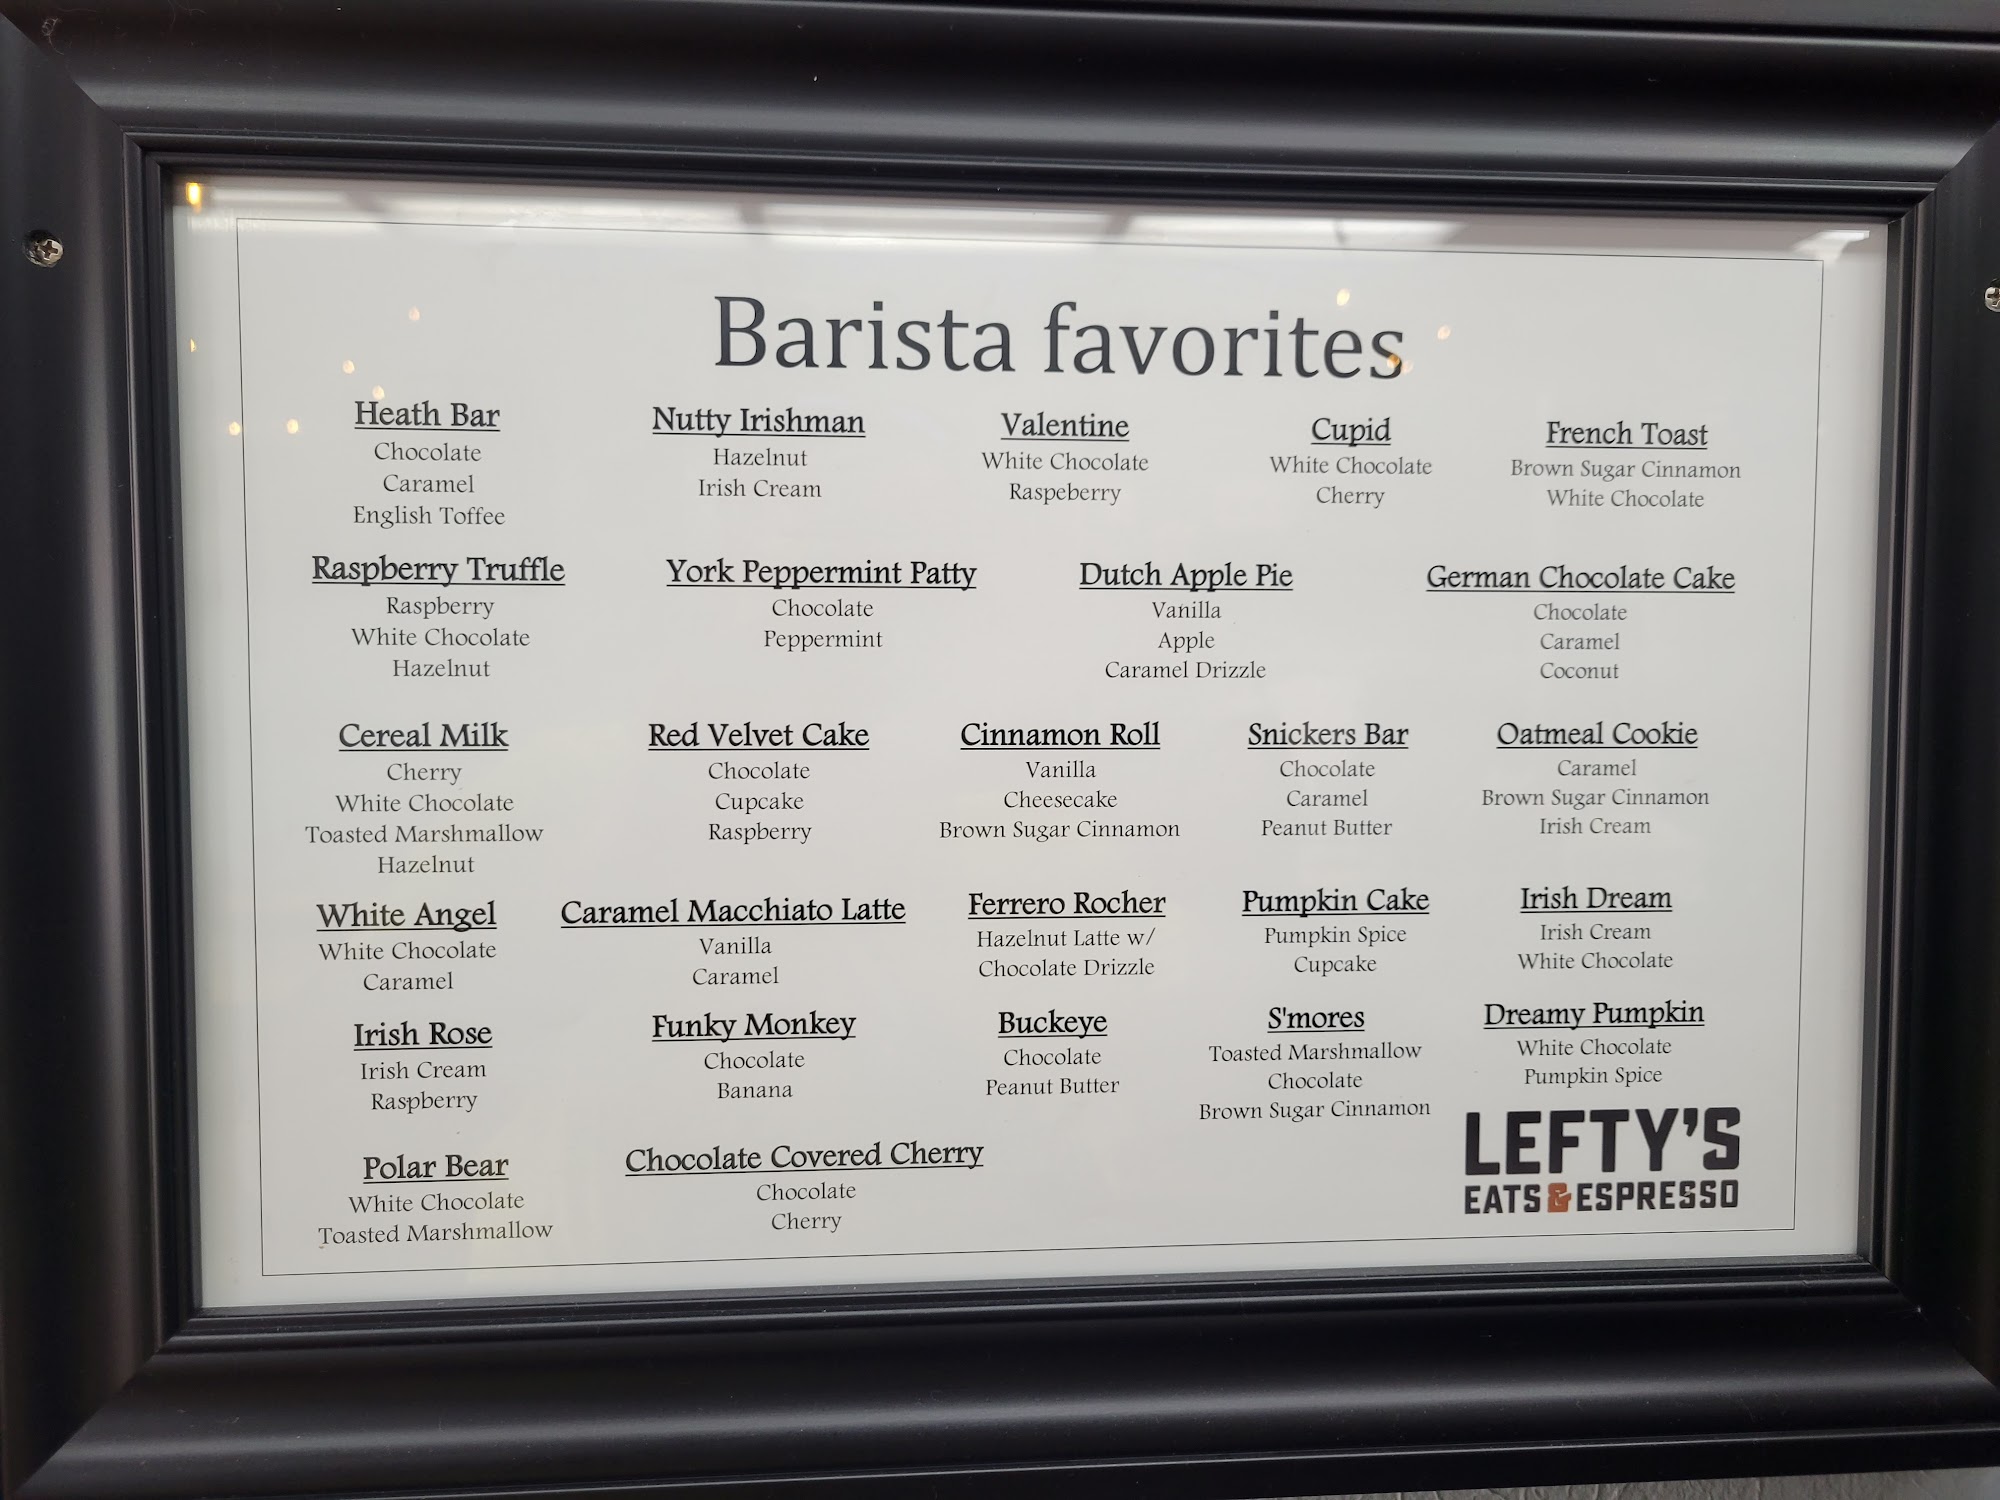 Barista favorites
Heath Bar
Chocolate
Caramel
English Toffee
Nutty Irishman
Hazelnut
Irish Cream
Valentine
White Chocolate
Raspeberry
Cupid
White Chocolate
Cherry
French Toast
Brown Sugar Cinnamon
White Chocolate
Raspberry Truffle
Raspberry
White Chocolate
Hazelnut
York Peppermint Patty
Chocolate
Peppermint
Dutch Apple Pie
Vanilla
Apple
Caramel Drizzle
German Chocolate Cake
Chocolate
Caramel
Coconut
Cereal Milk
Cherry
White Chocolate
Toasted Marshmallow
Hazelnut
Red Velvet Cake
Chocolate
Cupcake
Raspberry
Cinnamon Roll
Vanilla
Cheesecake
Brown Sugar Cinnamon
Snickers Bar
Chocolate
Caramel
Peanut Butter
Oatmeal Cookie
Caramel
Brown Sugar Cinnamon
Irish Cream
White Angel
White Chocolate
Caramel
Caramel Macchiato Latte
Vanilla
Caramel
Ferrero Rocher
Hazelnut Latte w/
Chocolate Drizzle
Pumpkin Cake
Pumpkin Spice
Cupcake
Irish Dream
Irish Cream
White Chocolate
Irish Rose
Irish Cream
Raspberry
Funky Monkey
Chocolate
Banana
Buckeye
Chocolate
Peanut Butter
S'mores
Toasted Marshmallow
Chocolate
Brown Sugar Cinnamon
Dreamy Pumpkin
White Chocolate
Pumpkin Spice
Polar Bear
White Chocolate
Toasted Marshmallow
Chocolate Covered Cherry
Chocolate
Cherry
LEFTY'S
EATS & ESPRESSO